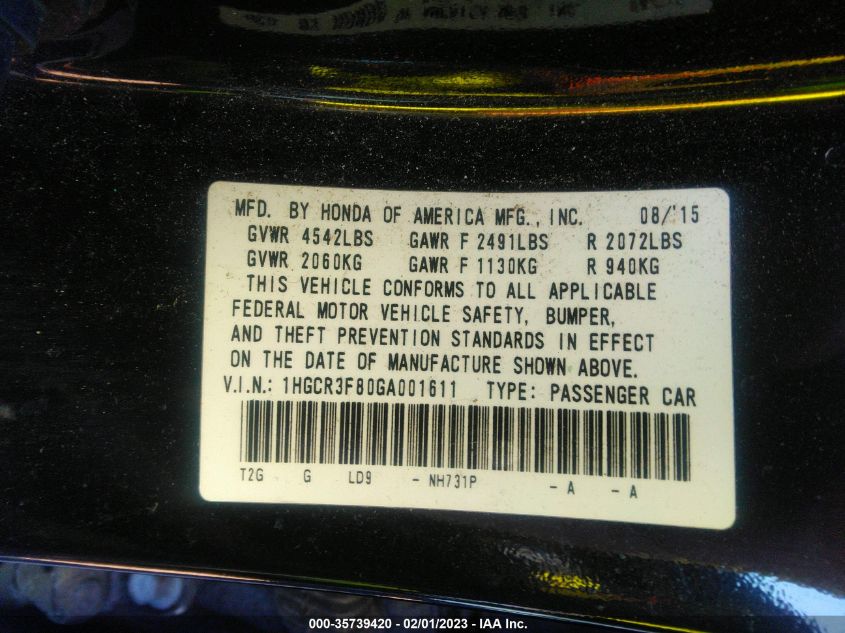 MFD. BY HONDA OF AMERICA MFG., INC. 08/'15
GVWR 4542LBS GAWR F 2491LBS R 2072LBS
GVWR 2060KG GAWR F 1130KG R 940KG
THIS VEHICLE CONFORMS TO ALL APPLICABLE
FEDERAL MOTOR VEHICLE SAFETY, BUMPER,
AND THEFT PREVENTION STANDARDS IN EFFECT
ON THE DATE OF MANUFACTURE SHOWN ABOVE.
V.I.N.: 1HGCR3F80GA001611 TYPE: PASSENGER CAR
T2G G LD9 - NH731P - A - A
000-35739420 - 02/01/2023 - IAA Inc.